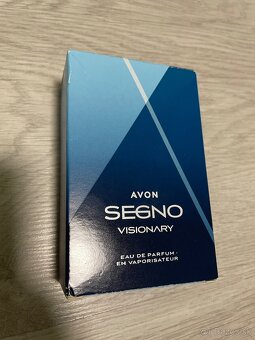 AVON
SEGNO
VISIONARY
EAU DE PARFUM -
EN VAPORISATEUR